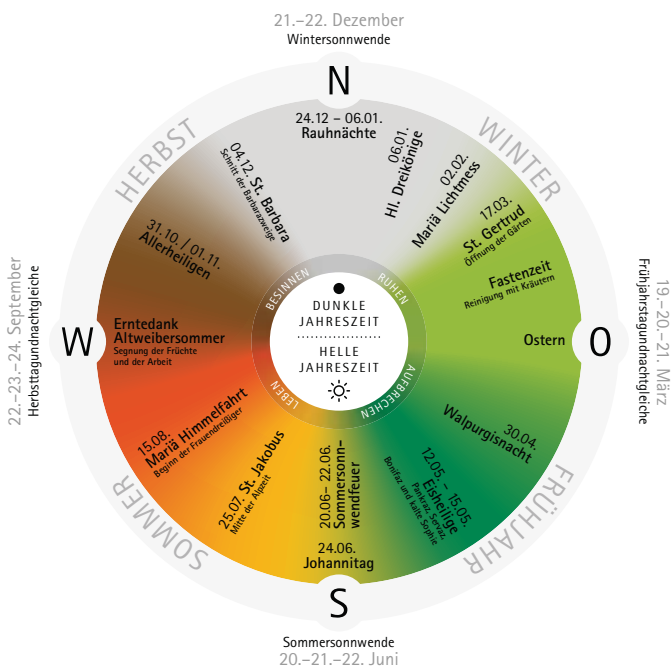 21.–22. Dezember
Wintersonnwende
N
HERBST
WINTER
24.12 – 06.01.
Rauhnächte
06.01.
Hl. Dreikönige
02.02.
Mariä Lichtmess
17.03.
St. Gertrud
Öffnung der Gärten
Fastenzeit
Reinigung mit Kräutern
Ostern
O
19.–20.–21. März
Frühjahrstagundnachtgleiche
30.04.
Walpurgisnacht
12.05. – 15.05.
Eisheilige
Pankraz, Servaz,
Bonifaz und kalte Sophie
FRÜHJAHR
20.06– 22.06.
Sommersonn–
wendfeuer
24.06.
Johannitag
S
Sommersonnwende
20.–21.–22. Juni
SOMMER
25.07. St. Jakobus
Mitte der Alpzeit
15.08.
Mariä Himmelfahrt
Beginn der Frauendreißiger
W
22.–23.–24. September
Herbsttagundnachtgleiche
Erntedank
Altweibersommer
Segnung der Früchte
und der Arbeit
31.10. / 01.11.
Allerheiligen
04.12. St. Barbara
Schnitt der Barbarazweige
BESINNEN
RUHEN
AUFBRECHEN
LEBEN
DUNKLE
JAHRESZEIT
HELLE
JAHRESZEIT